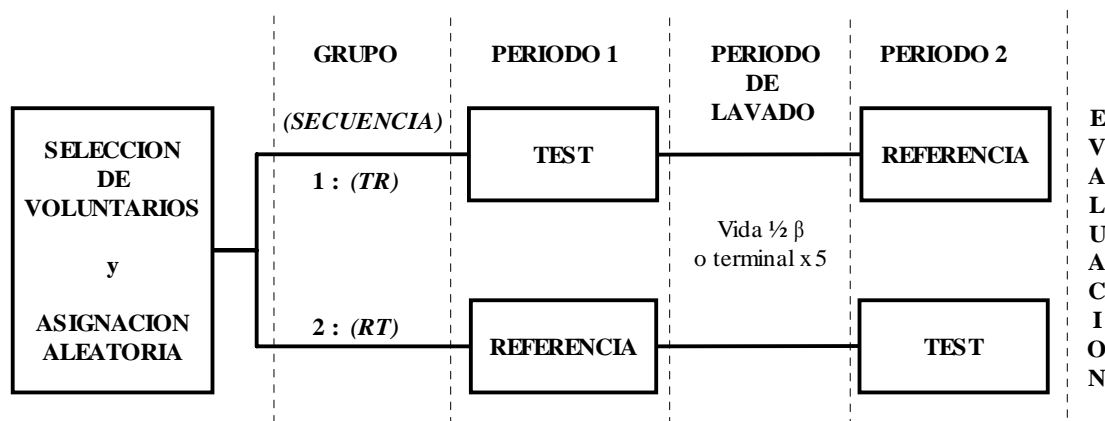 SELECCION
DE
VOLUNTARIOS
y
ASIGNACION
ALEATORIA
GRUPO
(SECUENCIA)
1 : (TR)
2 : (RT)
PERIODO 1
TEST
REFERENCIA
PERIODO
DE
LAVADO
Vida ½ β
o terminal x 5
PERIODO 2
REFERENCIA
TEST
E
V
A
L
U
A
C
I
O
N